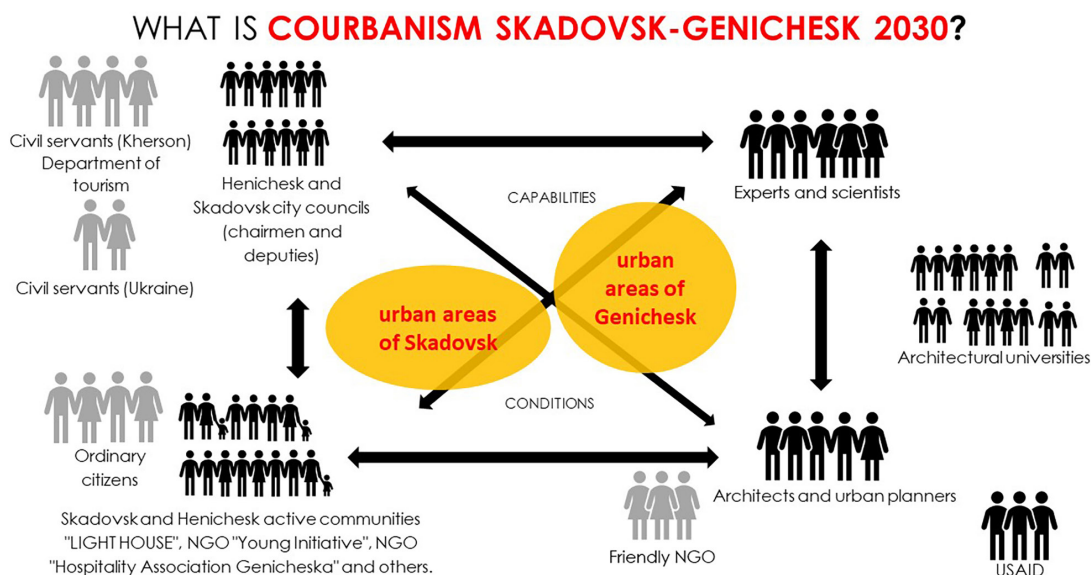 WHAT IS COURBANISM SKADOVSK-GENICHESK 2030?
Civil servants (Kherson)
Department of
tourism
Civil servants (Ukraine)
Henichesk and
Skadovsk city councils
(chairmen and
deputies)
CAPABILITIES
Experts and scientists
urban
areas of
Genichesk
urban areas
of Skadovsk
Architectural universities
CONDITIONS
Ordinary
citizens
Skadovsk and Henichesk active communities
"LIGHT HOUSE", NGO "Young Initiative", NGO
"Hospitality Association Genicheska" and others.
Architects and urban planners
Friendly NGO
USAID